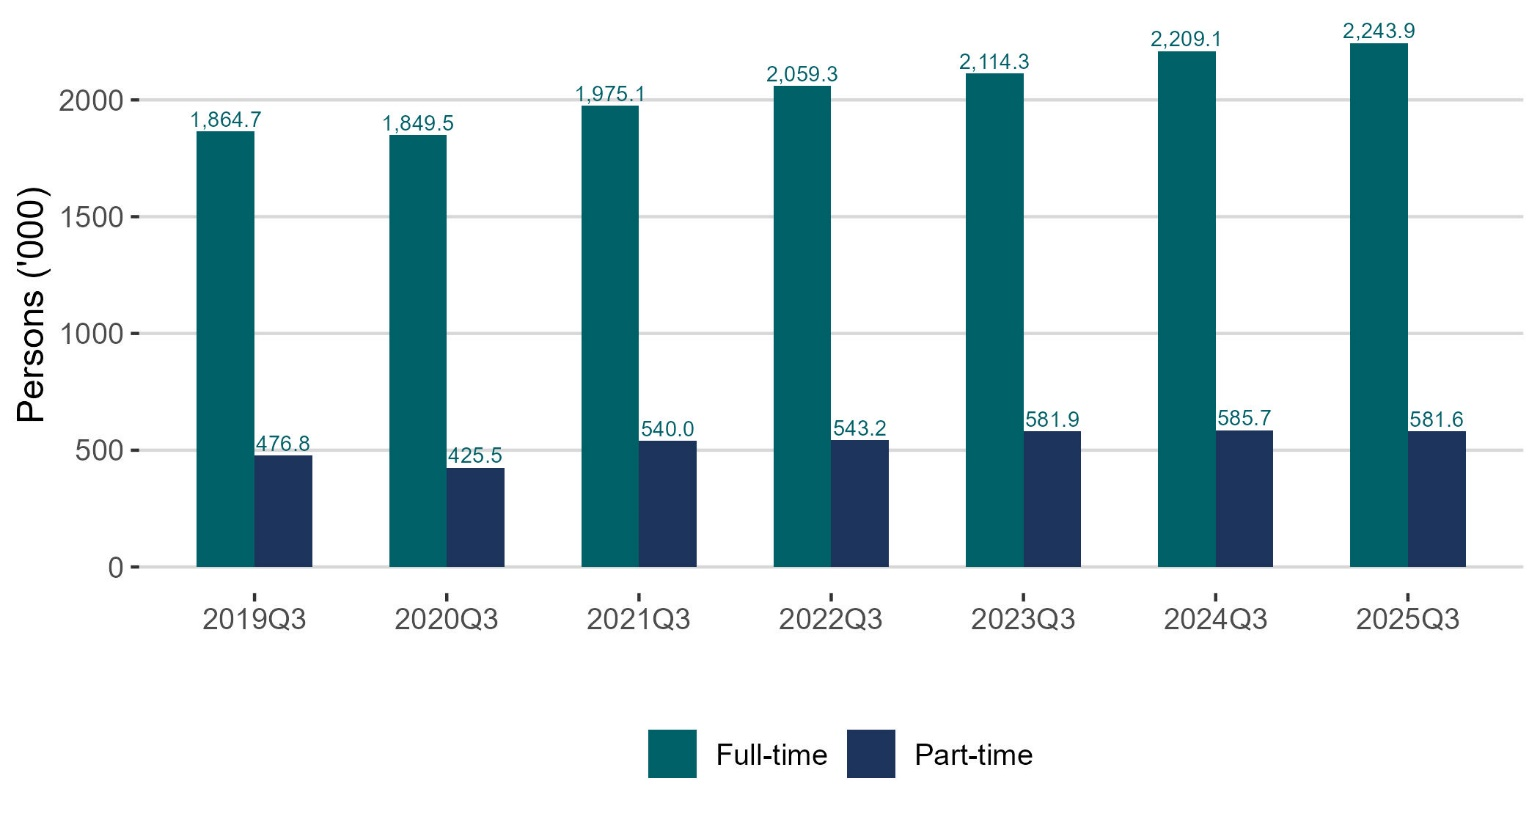 Persons ('000)
2000
1500
1000
500
0
1,864.7
476.8
1,849.5
425.5
1,975.1
540.0
2,059.3
543.2
2,114.3
581.9
2,209.1
585.7
2,243.9
581.6
2019Q3
2020Q3
2021Q3
2022Q3
2023Q3
2024Q3
2025Q3
Full-time
Part-time